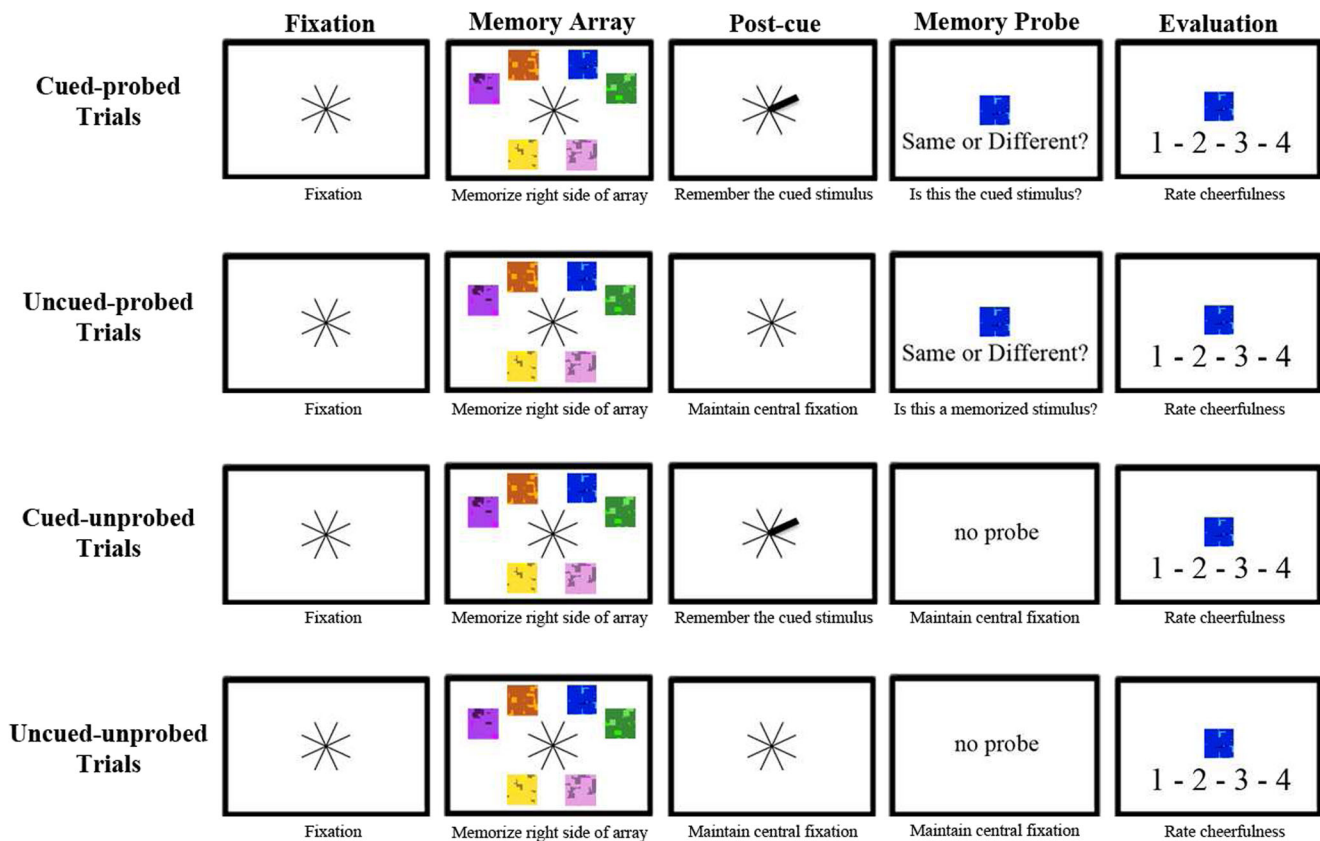 Fixation
Memory Array
Post-cue
Memory Probe
Evaluation
Cued-probed
Trials
Same or Different?
1 - 2 - 3 - 4
Fixation
Memorize right side of array
Remember the cued stimulus
Is this the cued stimulus?
Rate cheerfulness
Uncued-probed
Trials
Same or Different?
1 - 2 - 3 - 4
Fixation
Memorize right side of array
Maintain central fixation
Is this a memorized stimulus?
Rate cheerfulness
Cued-unprobed
Trials
no probe
1 - 2 - 3 - 4
Fixation
Memorize right side of array
Remember the cued stimulus
Maintain central fixation
Rate cheerfulness
Uncued-unprobed
Trials
no probe
1 - 2 - 3 - 4
Fixation
Memorize right side of array
Maintain central fixation
Maintain central fixation
Rate cheerfulness